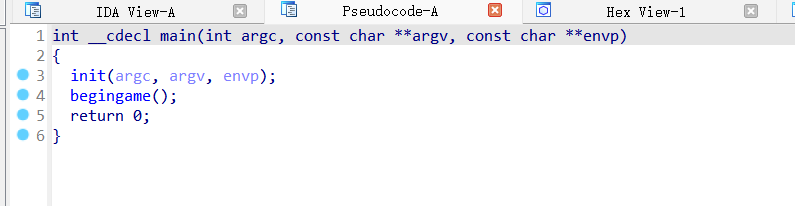 IDA View-A Pseudocode-A Hex View-1
1 int __cdecl main(int argc, const char **argv, const char **envp)
2 {
3 init(argc, argv, envp);
4 begingame();
5 return 0;
6 }